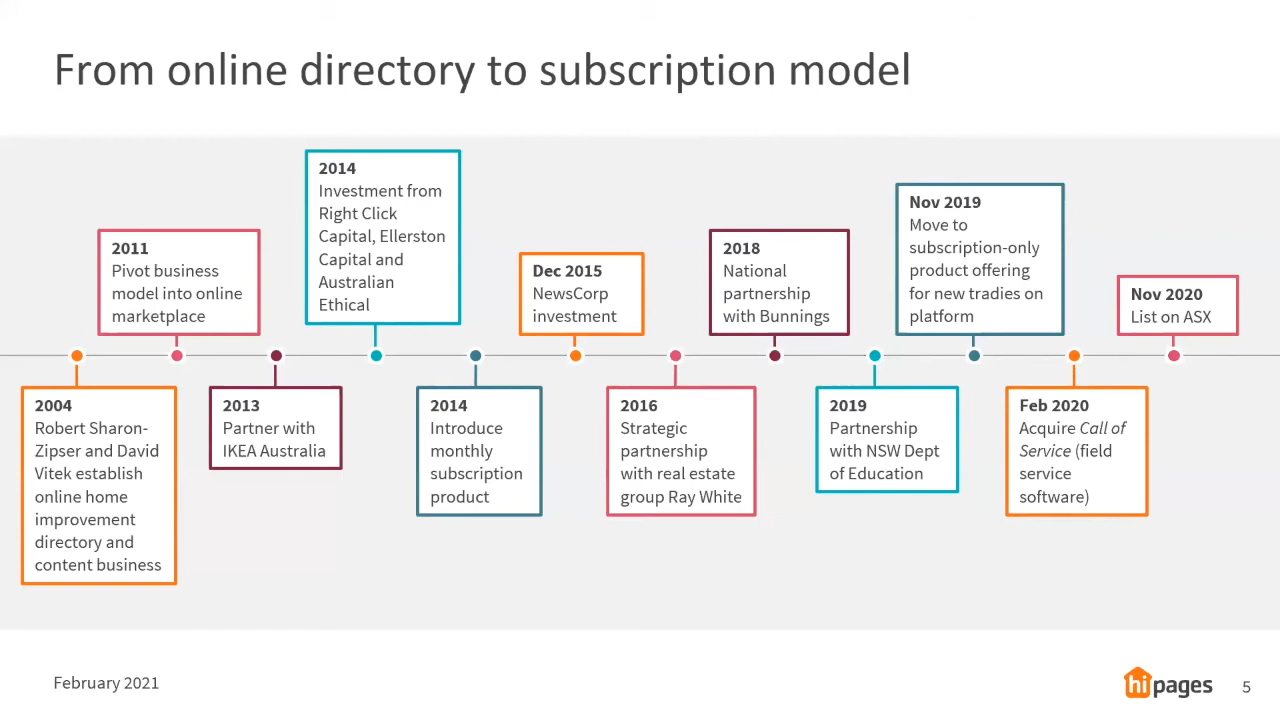 From online directory to subscription model
2004
Robert Sharon-
Zipser and David
Vitek establish
online home
improvement
directory and
content business
2011
Pivot business
model into online
marketplace
2013
Partner with
IKEA Australia
2014
Investment from
Right Click
Capital, Ellerston
Capital and
Australian
Ethical
2014
Introduce
monthly
subscription
product
Dec 2015
NewsCorp
investment
2016
Strategic
partnership
with real estate
group Ray White
2018
National
partnership
with Bunnings
2019
Partnership
with NSW Dept
of Education
Nov 2019
Move to
subscription-only
product offering
for new tradies on
platform
Feb 2020
Acquire Call of
Service (field
service
software)
Nov 2020
List on ASX
February 2021
hipages
5